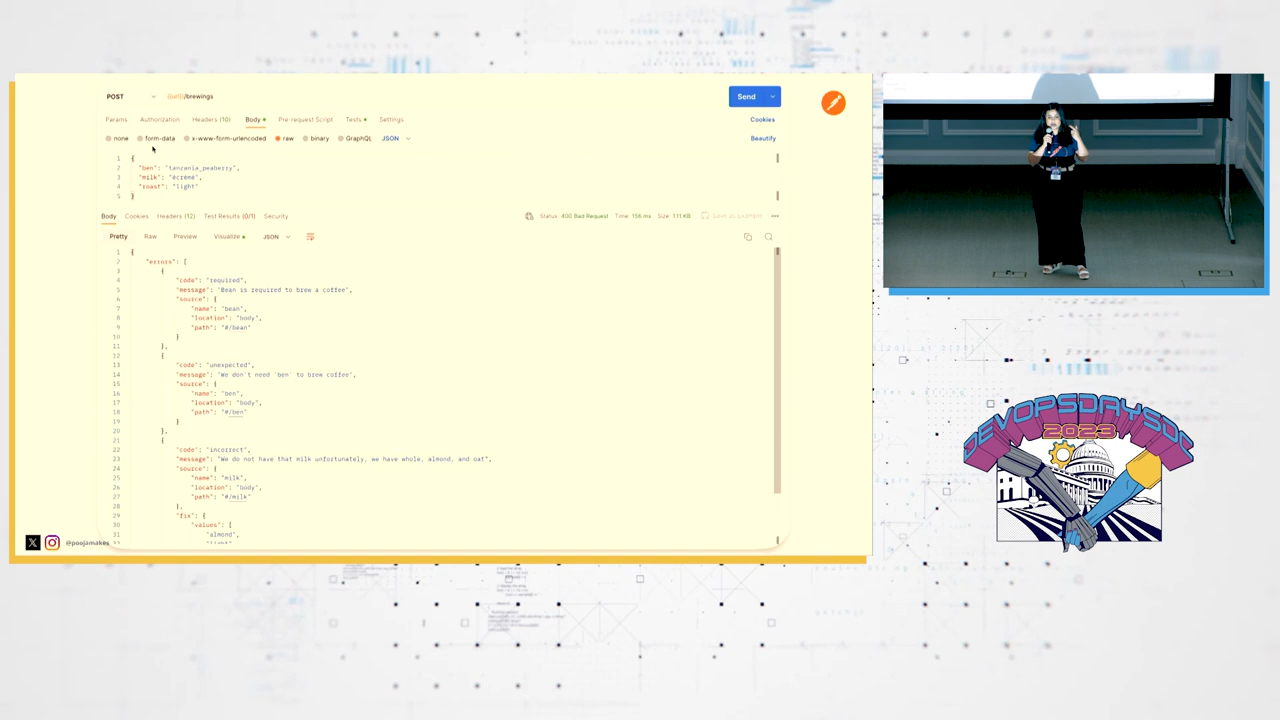 POST
{{url}}/brewings
Send
Params Authorization Headers (10) Body Pre-request Script Tests Settings Cookies
none form-data x-www-form-urlencoded raw binary GraphQL JSON Beautify
1 {
2 "ben": "tanzania_peaberry",
3 "milk": "écrémé",
4 "roast": "light"
5 }
Body Cookies Headers (12) Test Results (0/1) Security Status: 400 Bad Request Time: 156 ms Size: 1.11 KB Save as Example
Pretty Raw Preview Visualize JSON
1 {
2 "errors": [
3 {
4 "code": "required",
5 "message": "Bean is required to brew a coffee",
6 "source": {
7 "name": "bean",
8 "location": "body",
9 "path": "#/bean"
10 }
11 },
12 {
13 "code": "unexpected",
14 "message": "We don't need `ben` to brew coffee",
15 "source": {
16 "name": "ben",
17 "location": "body",
18 "path": "#/ben"
19 }
20 },
21 {
22 "code": "incorrect",
23 "message": "We do not have that milk unfortunately, we have whole, almond, and oat",
24 "source": {
25 "name": "milk",
26 "location": "body",
27 "path": "#/milk"
28 },
29 "fix": {
30 "values": [
31 "almond"
@poojamakes
DEVOPSDAYSDC
2023